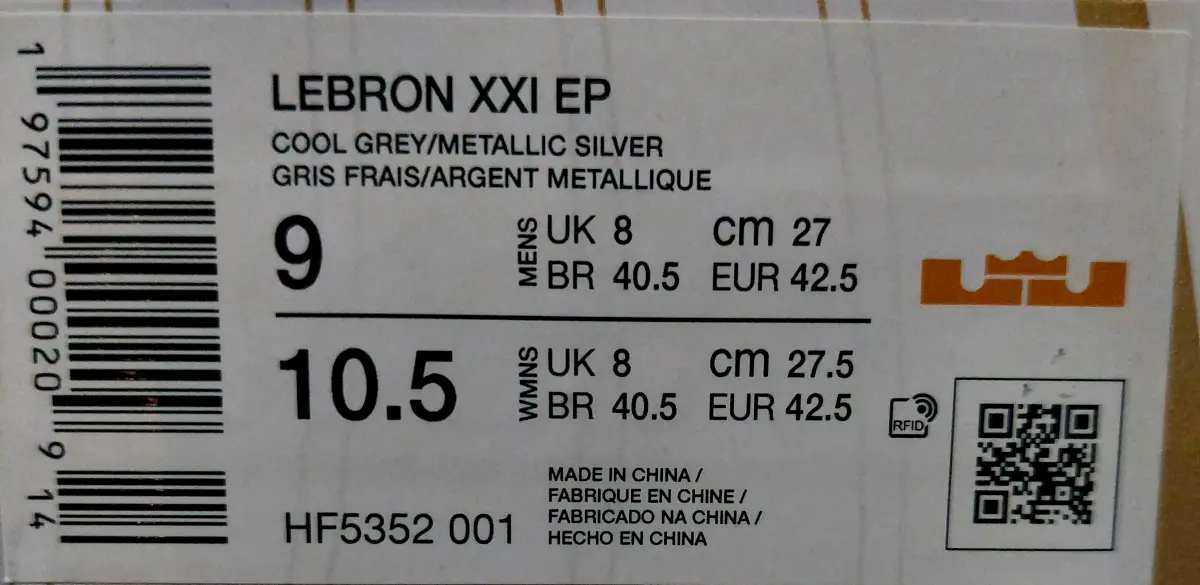 LEBRON XXI EP
COOL GREY/METALLIC SILVER
GRIS FRAIS/ARGENT METALLIQUE
9 MENS UK 8 CM 27
BR 40.5 EUR 42.5
10.5 WMNS UK 8 CM 27.5
BR 40.5 EUR 42.5
RFID
MADE IN CHINA /
FABRIQUE EN CHINE /
FABRICADO NA CHINA /
HECHO EN CHINA
HF5352 001
1 97594 00020 9 14